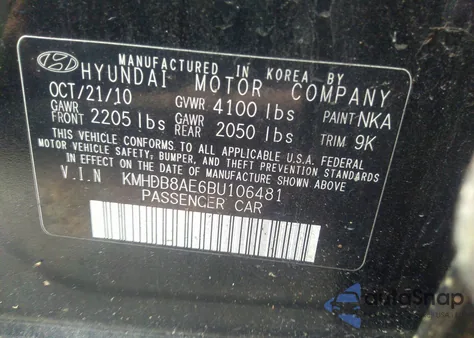 MANUFACTURED IN KOREA BY
HYUNDAI MOTOR COMPANY
OCT/21/10 GVWR 4100 lbs PAINT NKA
GAWR FRONT 2205 lbs GAWR REAR 2050 lbs TRIM 9K
THIS VEHICLE CONFORMS TO ALL APPLICABLE U.S.A. FEDERAL
MOTOR VEHICLE SAFETY, BUMPER, AND THEFT PREVENTION STANDARDS
IN EFFECT ON THE DATE OF MANUFACTURE SHOWN ABOVE.
V.I.N KMHDB8AE6BU106481
PASSENGER CAR
autoSnap